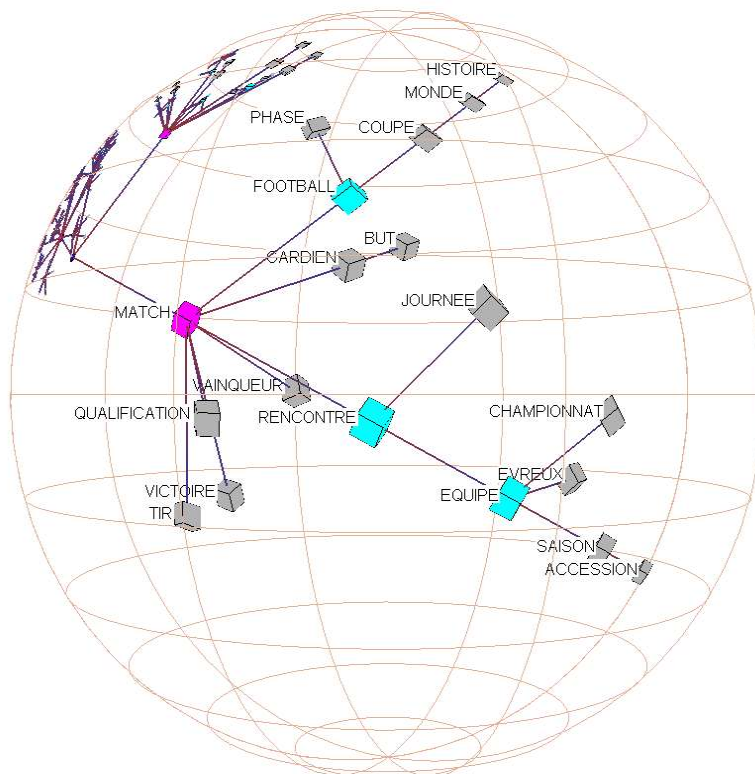 HISTOIRE
MONDE
PHASE
COUPE
FOOTBALL
BUT
GARDIEN
JOURNEE
MATCH
VAINQUEUR
QUALIFICATION
RENCONTRE
CHAMPIONNAT
EVREUX
VICTOIRE
EQUIPE
TIR
SAISON
ACCESSION